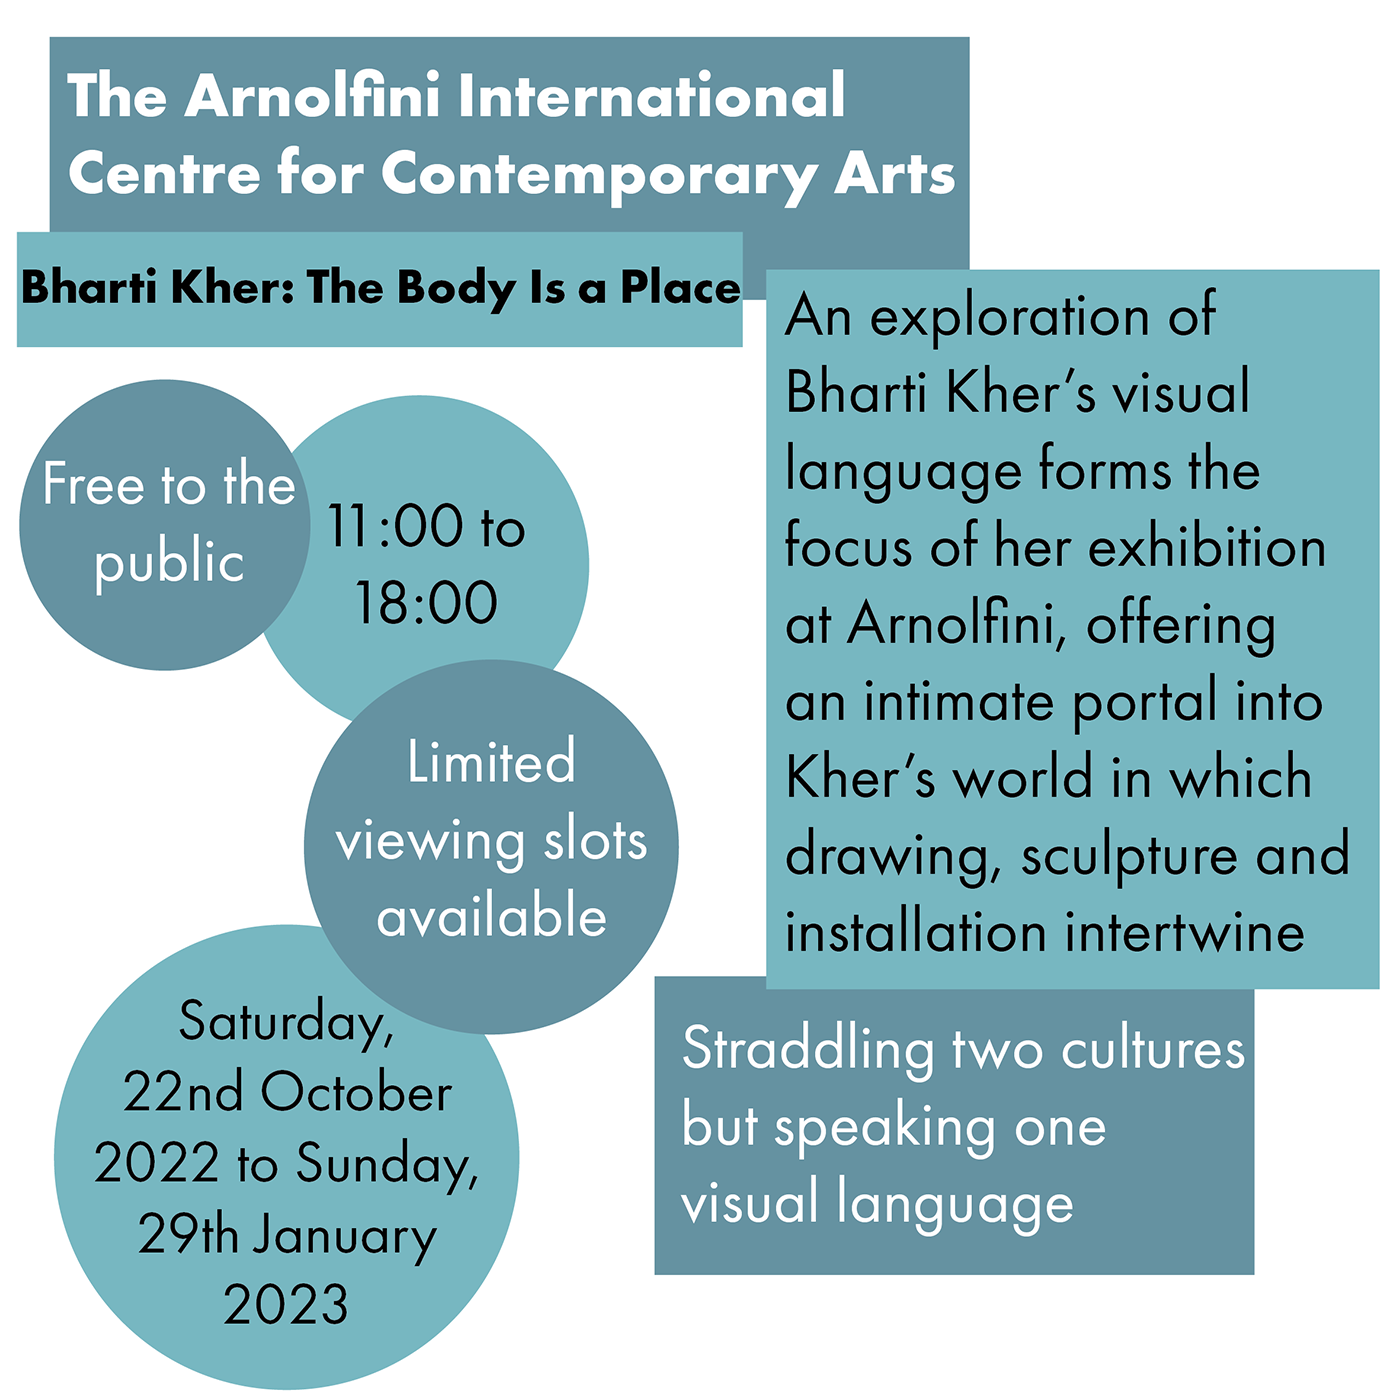 The Arnolfini International
Centre for Contemporary Arts
Bharti Kher: The Body Is a Place
An exploration of
Bharti Kher’s visual
language forms the
focus of her exhibition
at Arnolfini, offering
an intimate portal into
Kher’s world in which
drawing, sculpture and
installation intertwine
Free to the
public
11:00 to
18:00
Limited
viewing slots
available
Saturday,
22nd October
2022 to Sunday,
29th January
2023
Straddling two cultures
but speaking one
visual language